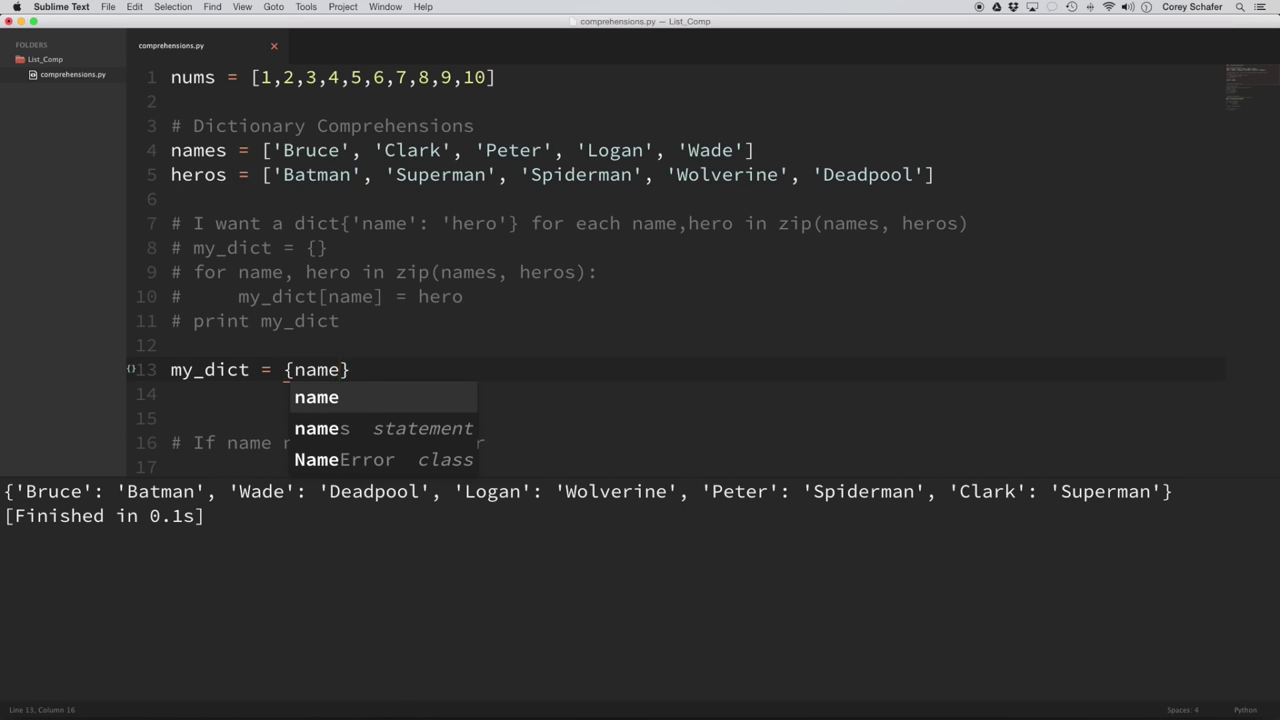 Sublime Text File Edit Selection Find View Goto Tools Project Window Help Corey Schafer
comprehensions.py — List_Comp
FOLDERS
List_Comp
comprehensions.py
comprehensions.py
1 nums = [1,2,3,4,5,6,7,8,9,10]
2
3 # Dictionary Comprehensions
4 names = ['Bruce', 'Clark', 'Peter', 'Logan', 'Wade']
5 heros = ['Batman', 'Superman', 'Spiderman', 'Wolverine', 'Deadpool']
6
7 # I want a dict{'name': 'hero'} for each name,hero in zip(names, heros)
8 # my_dict = {}
9 # for name, hero in zip(names, heros):
10 #     my_dict[name] = hero
11 # print my_dict
12
{}13 my_dict = {name}
14 name
15 names statement
16 # If name
17 NameError class
{'Bruce': 'Batman', 'Wade': 'Deadpool', 'Logan': 'Wolverine', 'Peter': 'Spiderman', 'Clark': 'Superman'}
[Finished in 0.1s]
Line 13, Column 16 Spaces: 4 Python